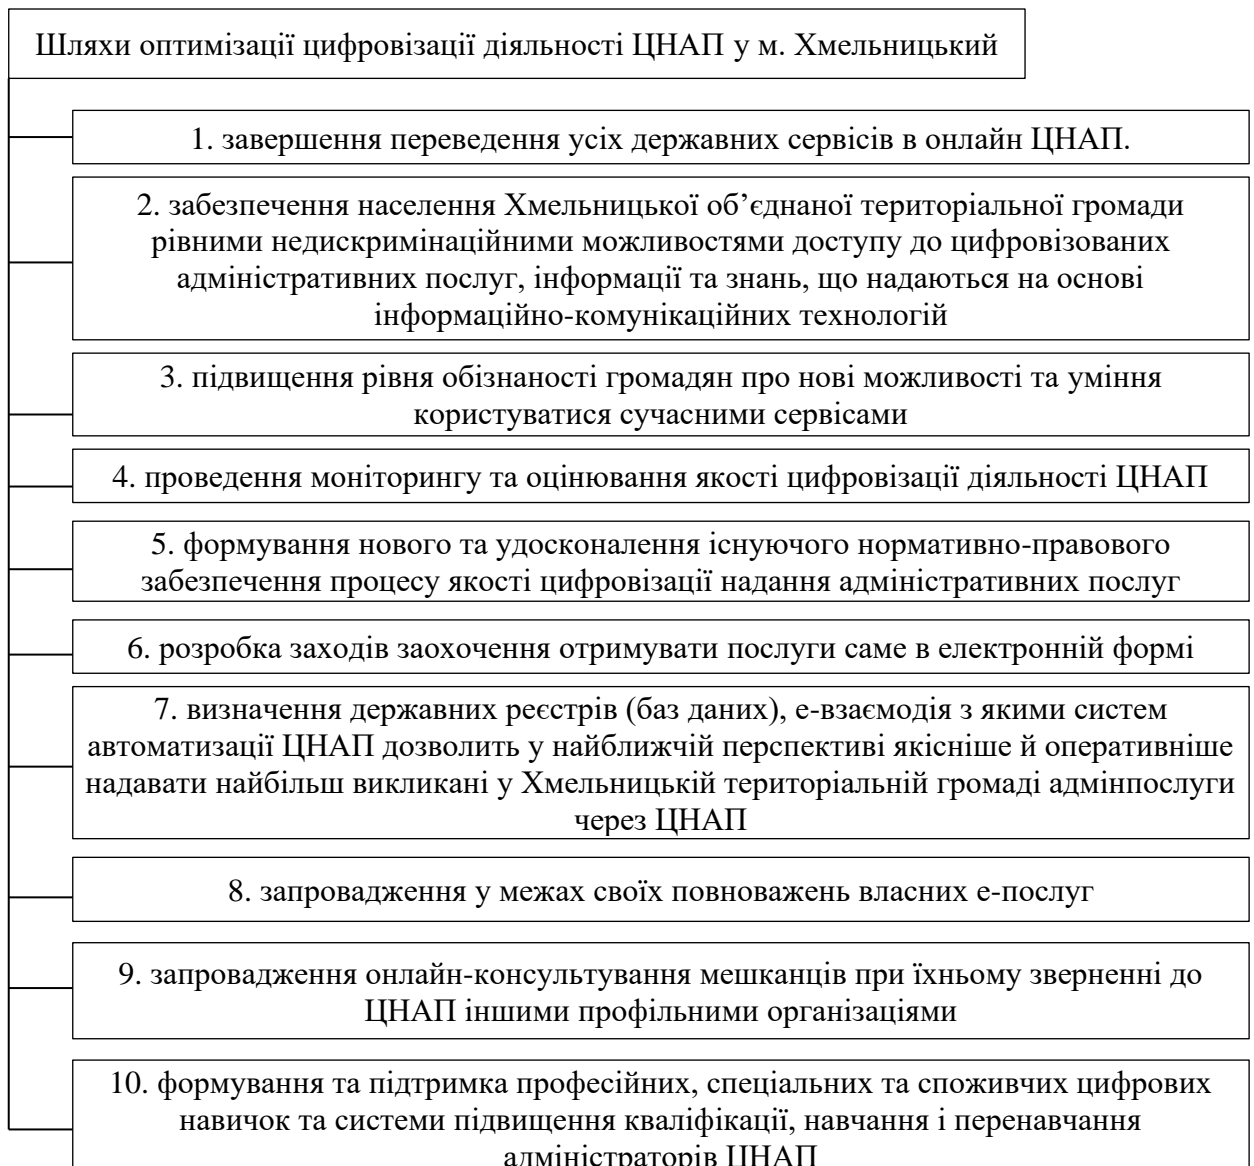 Шляхи оптимізації цифровізації діяльності ЦНАП у м. Хмельницький
1. завершення переведення усіх державних сервісів в онлайн ЦНАП.
2. забезпечення населення Хмельницької об’єднаної територіальної громади
рівними недискримінаційними можливостями доступу до цифровізованих
адміністративних послуг, інформації та знань, що надаються на основі
інформаційно-комунікаційних технологій
3. підвищення рівня обізнаності громадян про нові можливості та уміння
користуватися сучасними сервісами
4. проведення моніторингу та оцінювання якості цифровізації діяльності ЦНАП
5. формування нового та удосконалення існуючого нормативно-правового
забезпечення процесу якості цифровізації надання адміністративних послуг
6. розробка заходів заохочення отримувати послуги саме в електронній формі
7. визначення державних реєстрів (баз даних), е-взаємодія з якими систем
автоматизації ЦНАП дозволить у найближчій перспективі якісніше й оперативніше
надавати найбільш викликані у Хмельницькій територіальній громаді адмінпослуги
через ЦНАП
8. запровадження у межах своїх повноважень власних е-послуг
9. запровадження онлайн-консультування мешканців при їхньому зверненні до
ЦНАП іншими профільними організаціями
10. формування та підтримка професійних, спеціальних та споживчих цифрових
навичок та системи підвищення кваліфікації, навчання і перенавчання
адміністраторів ЦНАП